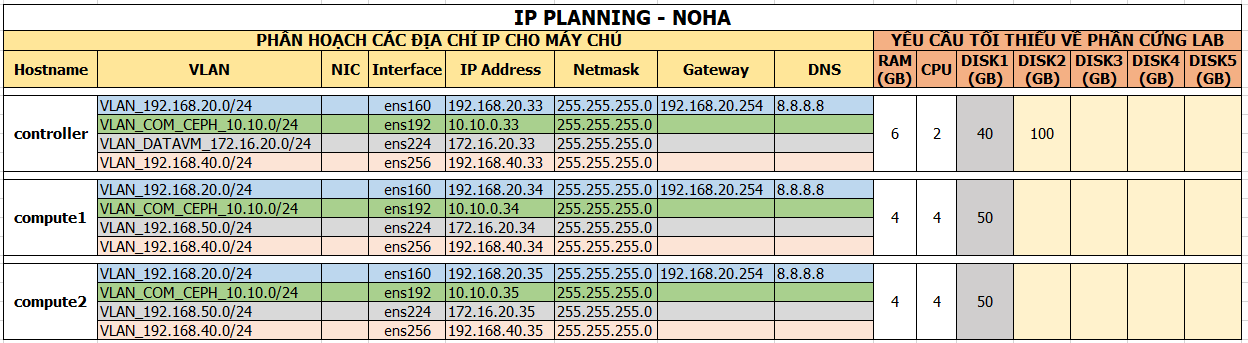 IP PLANNING - NOHA
PHÂN HOẠCH CÁC ĐỊA CHỈ IP CHO MÁY CHỦ YÊU CẦU TỐI THIỂU VỀ PHẦN CỨNG LAB
Hostname VLAN NIC Interface IP Address Netmask Gateway DNS RAM (GB) CPU DISK1 (GB) DISK2 (GB) DISK3 (GB) DISK4 (GB) DISK5 (GB)
controller 6 2 40 100
VLAN_192.168.20.0/24 ens160 192.168.20.33 255.255.255.0 192.168.20.254 8.8.8.8
VLAN_COM_CEPH_10.10.0/24 ens192 10.10.0.33 255.255.255.0
VLAN_DATAVM_172.16.20.0/24 ens224 172.16.20.33 255.255.255.0
VLAN_192.168.40.0/24 ens256 192.168.40.33 255.255.255.0
compute1 4 4 50
VLAN_192.168.20.0/24 ens160 192.168.20.34 255.255.255.0 192.168.20.254 8.8.8.8
VLAN_COM_CEPH_10.10.0/24 ens192 10.10.0.34 255.255.255.0
VLAN_192.168.50.0/24 ens224 172.16.20.34 255.255.255.0
VLAN_192.168.40.0/24 ens256 192.168.40.34 255.255.255.0
compute2 4 4 50
VLAN_192.168.20.0/24 ens160 192.168.20.35 255.255.255.0 192.168.20.254 8.8.8.8
VLAN_COM_CEPH_10.10.0/24 ens192 10.10.0.35 255.255.255.0
VLAN_192.168.50.0/24 ens224 172.16.20.35 255.255.255.0
VLAN_192.168.40.0/24 ens256 192.168.40.35 255.255.255.0